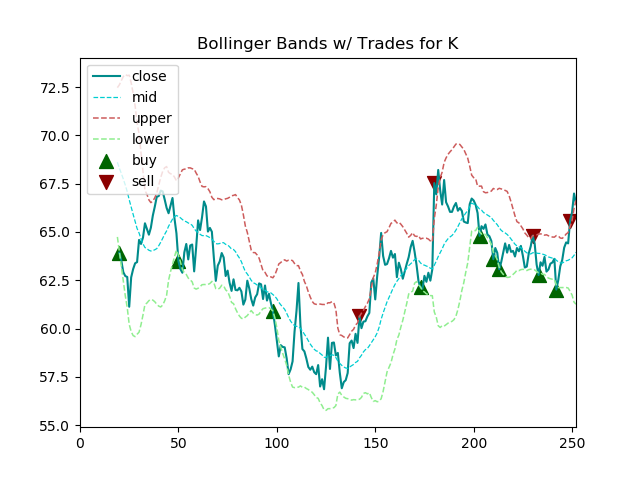 Bollinger Bands w/ Trades for K
72.5
70.0
67.5
65.0
62.5
60.0
57.5
55.0
close
mid
upper
lower
buy
sell
0 50 100 150 200 250